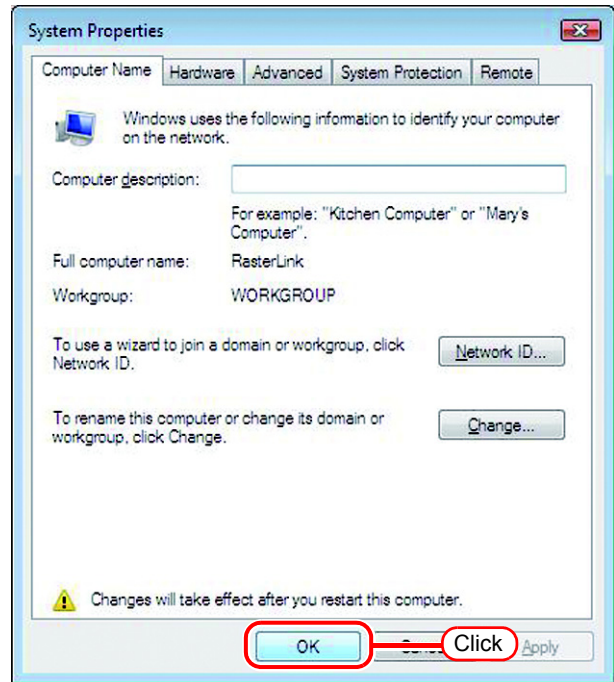 System Properties
Computer Name Hardware Advanced System Protection Remote
Windows uses the following information to identify your computer
on the network.
Computer description:
For example: "Kitchen Computer" or "Mary's
Computer".
Full computer name: RasterLink
Workgroup: WORKGROUP
To use a wizard to join a domain or workgroup, click
Network ID.
Network ID...
To rename this computer or change its domain or
workgroup, click Change.
Change...
Changes will take effect after you restart this computer.
OK Click Apply